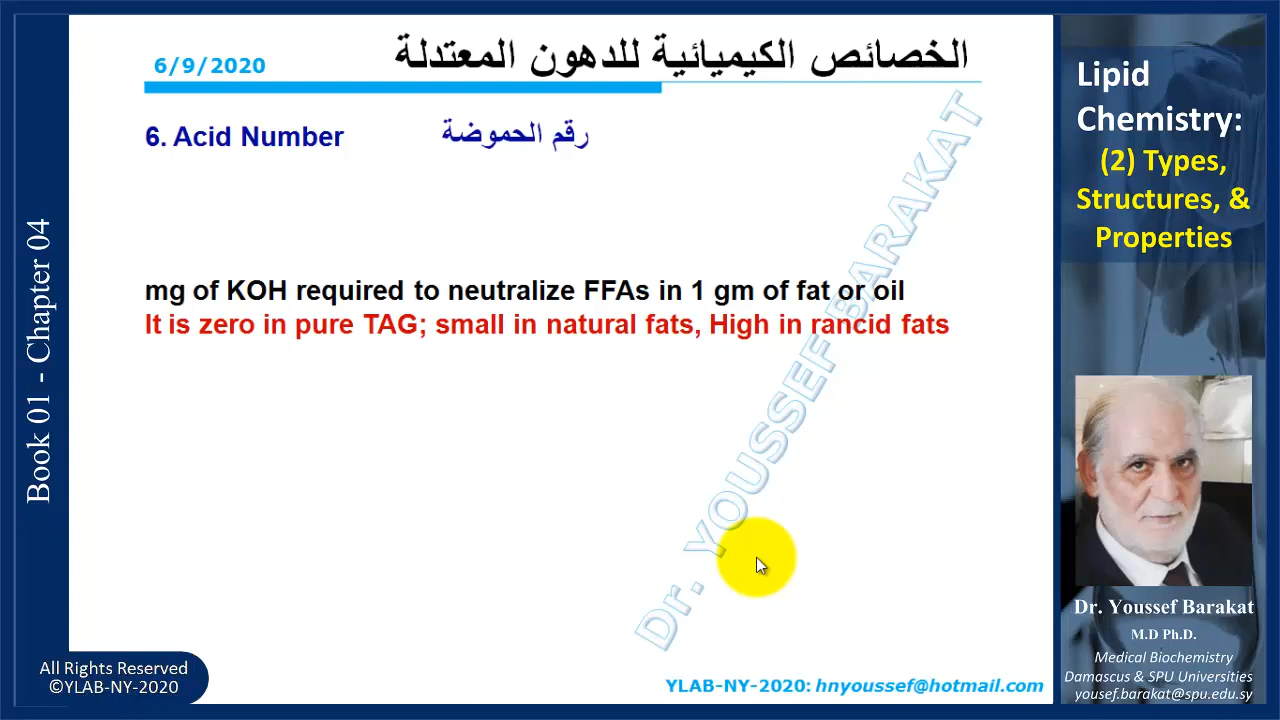 الخصائص الكيميائية للدهون المعتدلة
6/9/2020
6. Acid Number
رقم الحموضة
mg of KOH required to neutralize FFAs in 1 gm of fat or oil
It is zero in pure TAG; small in natural fats, High in rancid fats
Dr. YOUSSEF BARAKAT
YLAB-NY-2020: hnyoussef@hotmail.com
Book 01 - Chapter 04
All Rights Reserved
©YLAB-NY-2020
Lipid
Chemistry:
(2) Types,
Structures, &
Properties
Dr. Youssef Barakat
M.D Ph.D.
Medical Biochemistry
Damascus & SPU Universities
yousef.barakat@spu.edu.sy